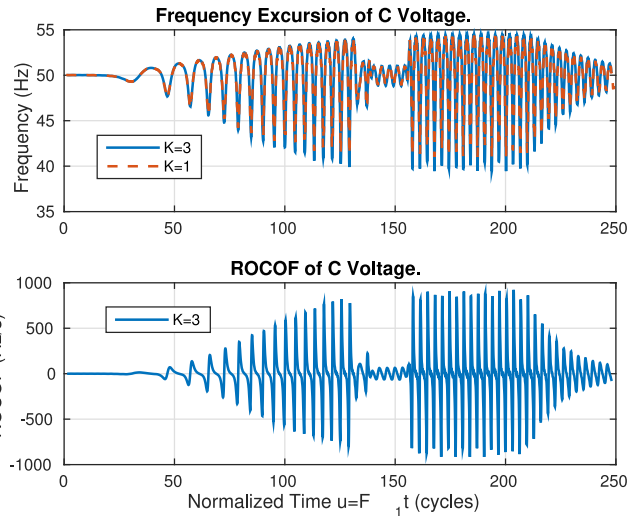 Frequency Excursion of C Voltage.
55
50
45
40
35
Frequency (Hz)
K=3
K=1
0 50 100 150 200 250
ROCOF of C Voltage.
1000
500
0
-500
-1000
K=3
0 50 100 150 200 250
Normalized Time u=F 1t (cycles)